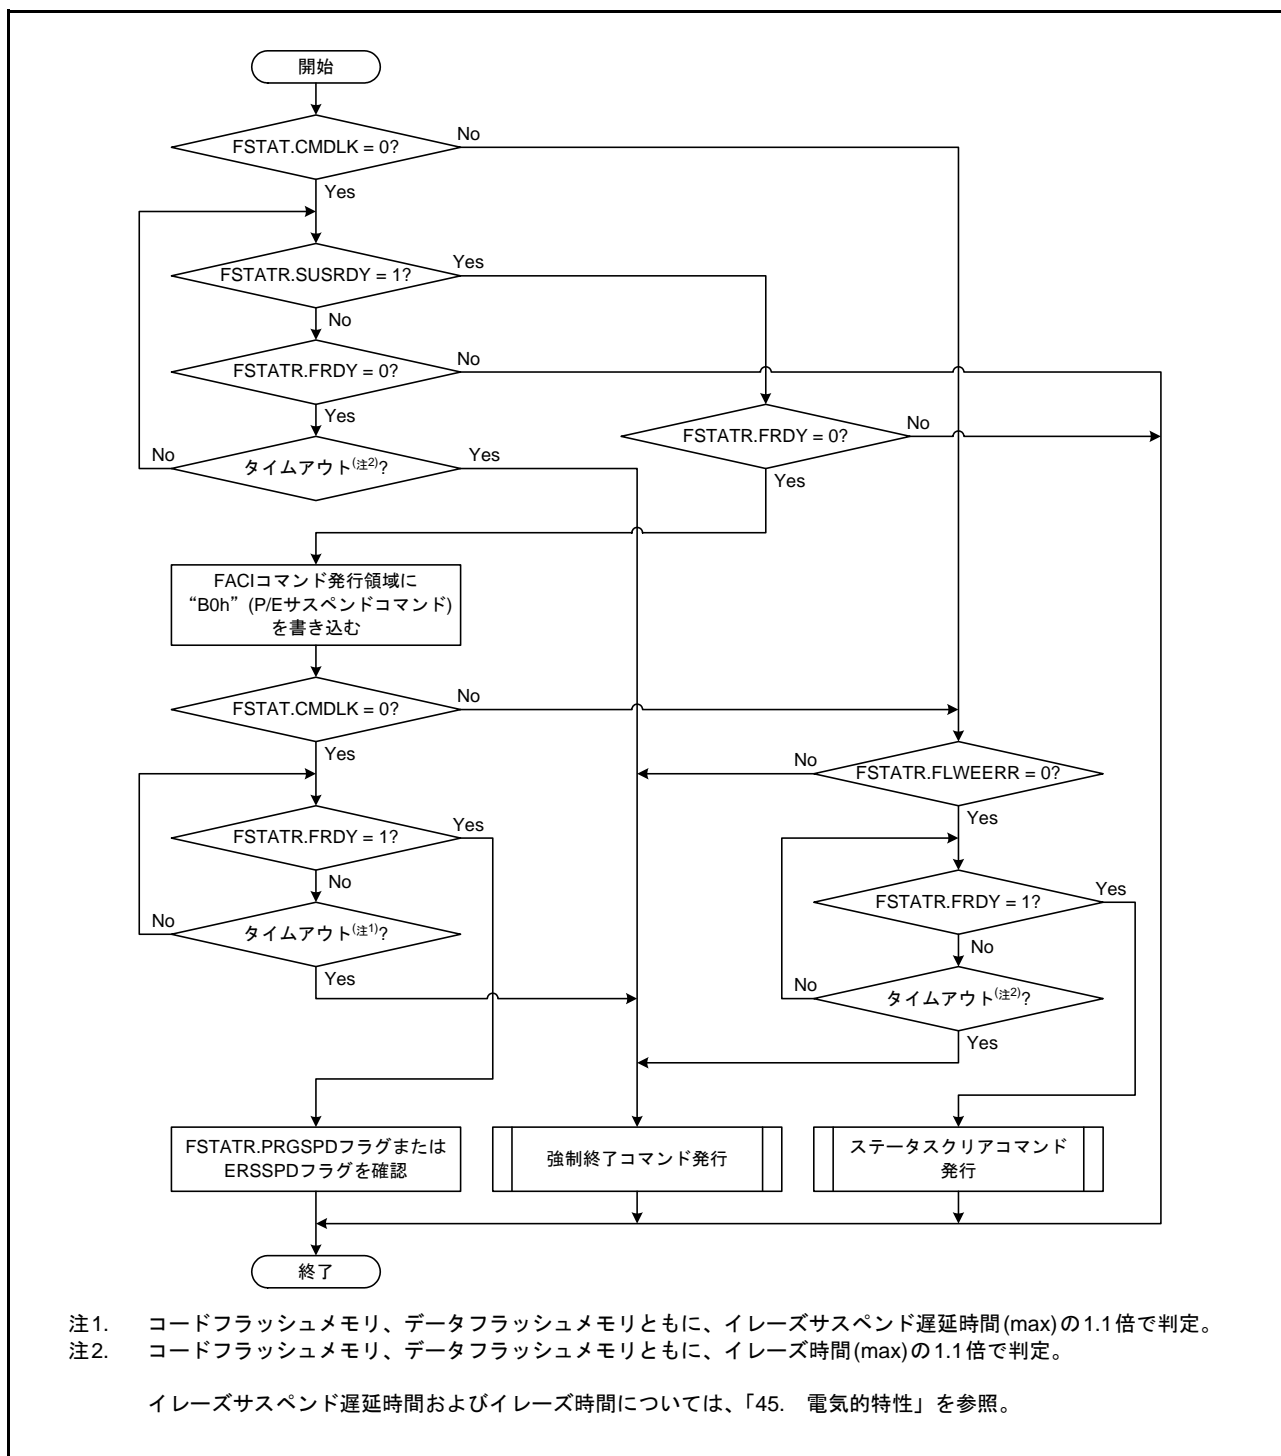 開始
FSTAT.CMDLK = 0?
No
Yes
FSTATR.SUSRDY = 1?
Yes
No
FSTATR.FRDY = 0?
No
Yes
FSTATR.FRDY = 0?
No
Yes
タイムアウト(注2)?
No
Yes
FACIコマンド発行領域に
“B0h” (P/Eサスペンドコマンド)
を書き込む
FSTAT.CMDLK = 0?
No
Yes
FSTATR.FLWEERR = 0?
No
Yes
FSTATR.FRDY = 1?
Yes
No
FSTATR.FRDY = 1?
Yes
No
タイムアウト(注1)?
No
Yes
タイムアウト(注2)?
No
Yes
FSTATR.PRGSPDフラグまたは
ERSSPDフラグを確認
強制終了コマンド発行
ステータスクリアコマンド
発行
終了
注1. コードフラッシュメモリ、データフラッシュメモリともに、イレーズサスペンド遅延時間(max)の1.1倍で判定。
注2. コードフラッシュメモリ、データフラッシュメモリともに、イレーズ時間(max)の1.1倍で判定。
イレーズサスペンド遅延時間およびイレーズ時間については、「45. 電気的特性」を参照。